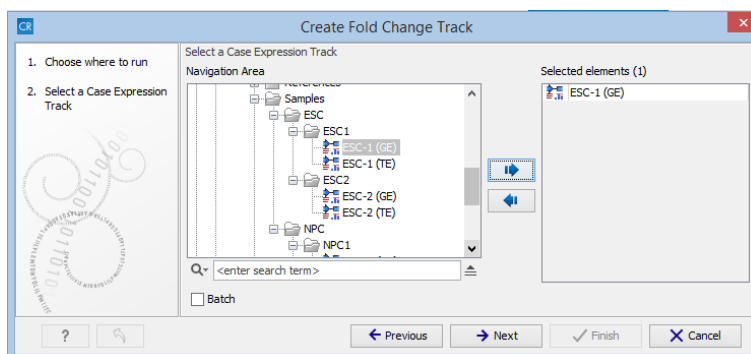 CR
Create Fold Change Track
1. Choose where to run
2. Select a Case Expression
Track
Select a Case Expression Track
Navigation Area
References
Samples
ESC
ESC1
ESC-1 (GE)
ESC-1 (TE)
ESC2
ESC-2 (GE)
ESC-2 (TE)
NPC
NPC1
<enter search term>
Batch
Selected elements (1)
ESC-1 (GE)
?
Previous
Next
Finish
Cancel